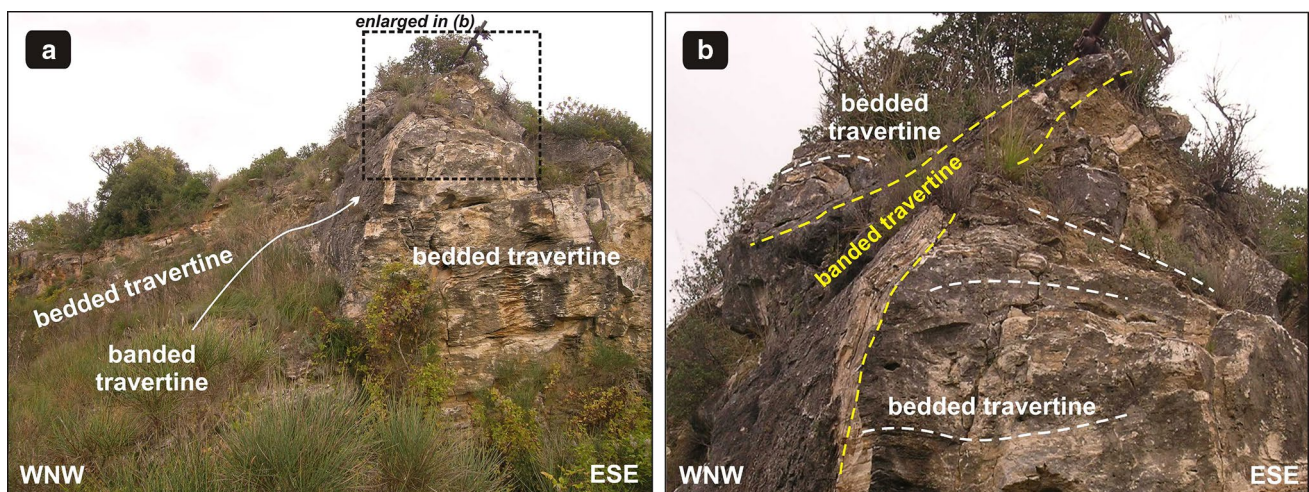 enlarged in (b)
a
bedded travertine
bedded travertine
banded
travertine
WNW
ESE
b
bedded
travertine
banded travertine
bedded travertine
WNW
ESE